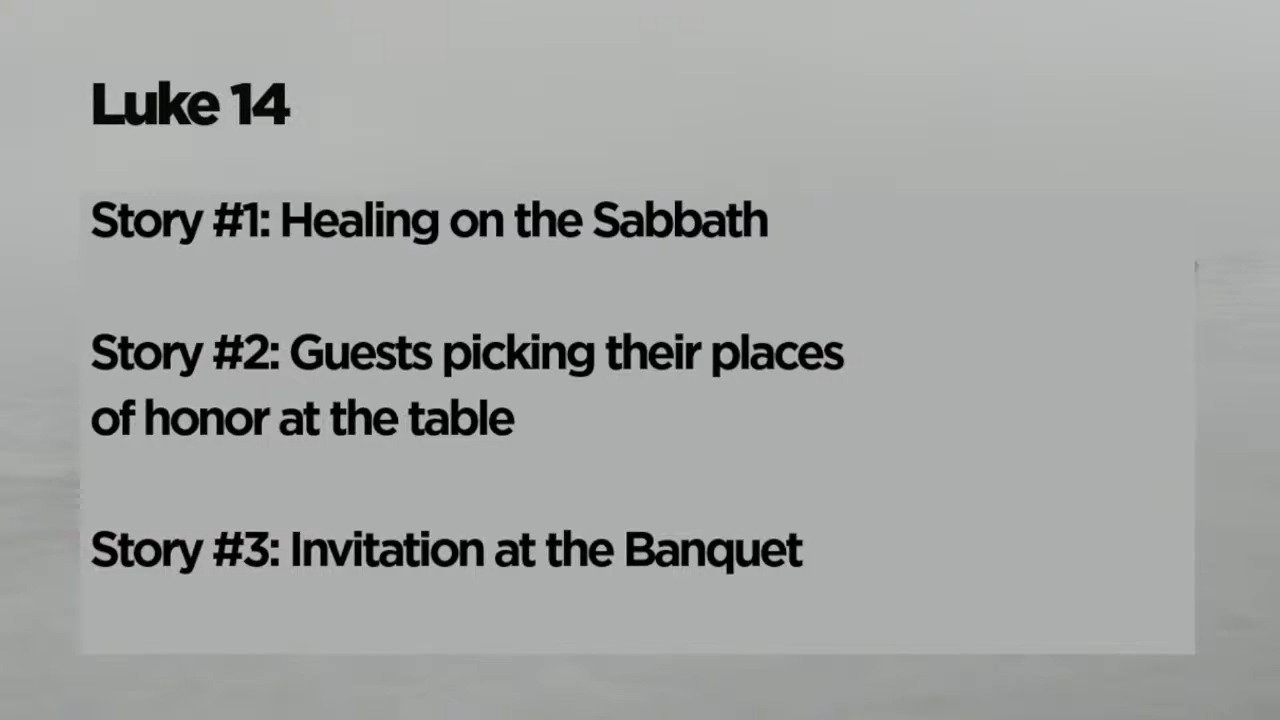 Luke 14
Story #1: Healing on the Sabbath
Story #2: Guests picking their places
of honor at the table
Story #3: Invitation at the Banquet